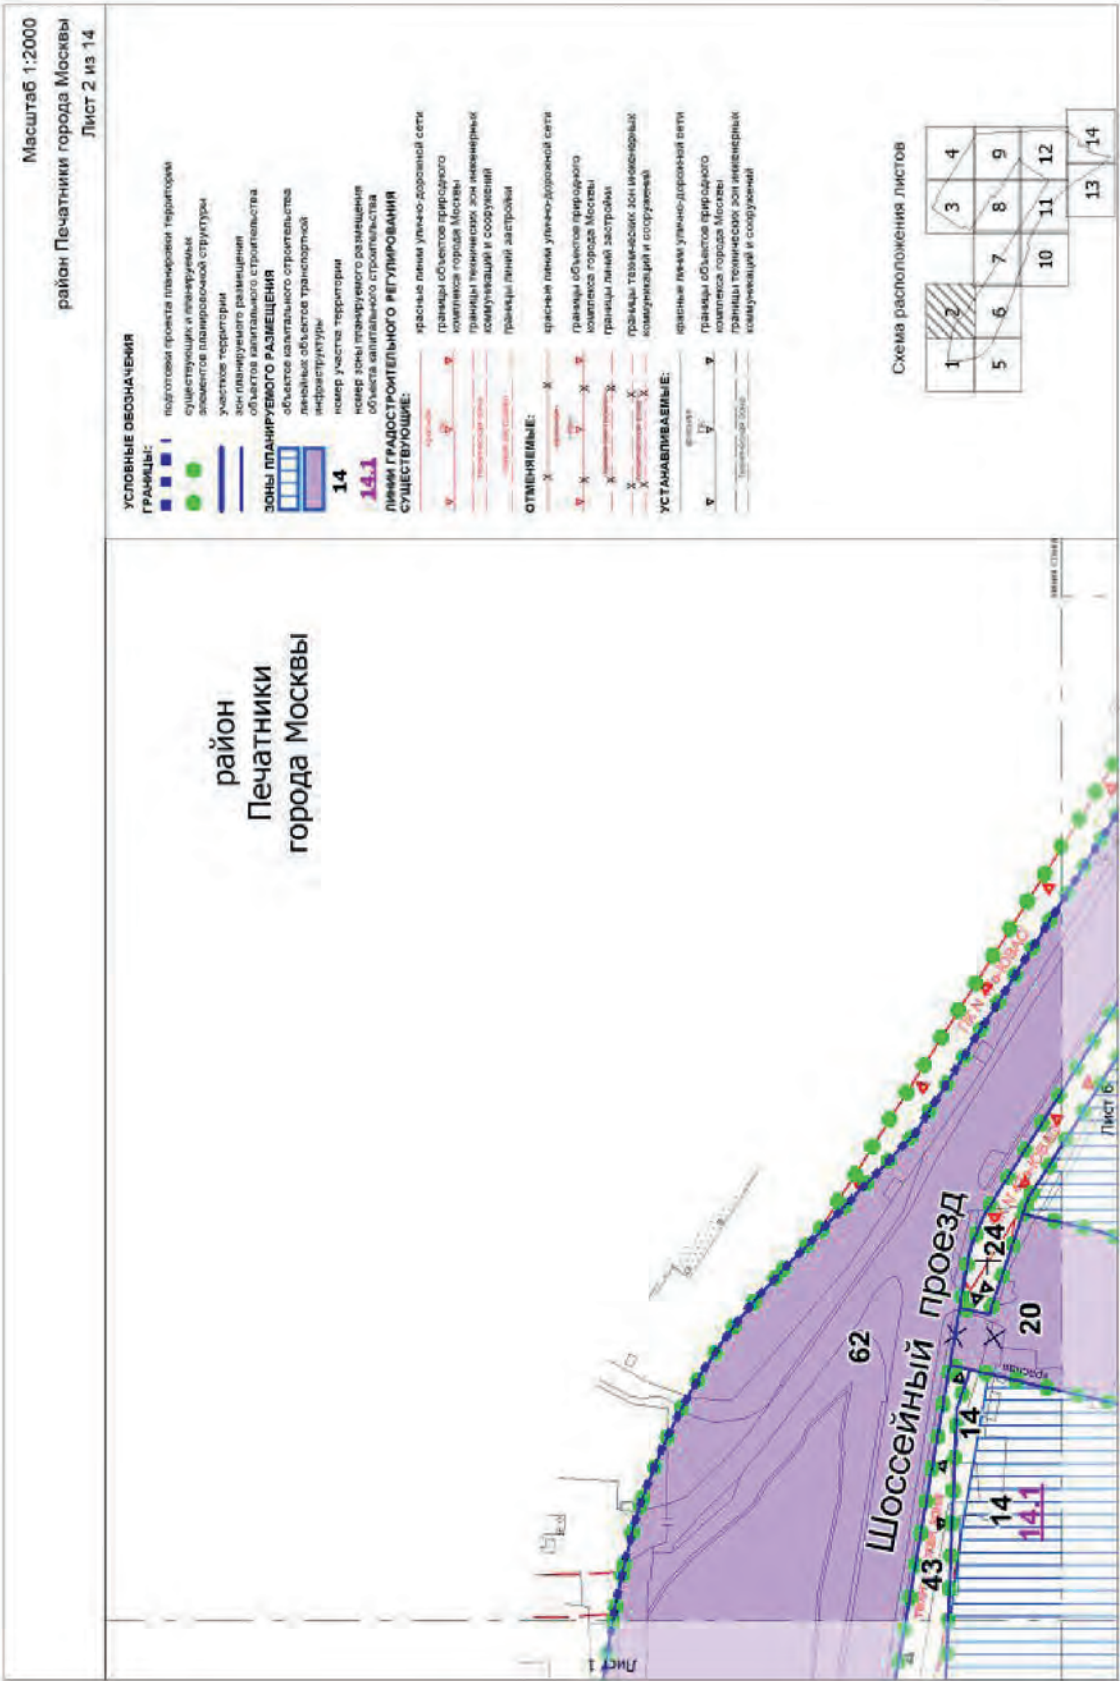 Масштаб 1:2000
район Печатники города Москвы
Лист 2 из 14
УСЛОВНЫЕ ОБОЗНАЧЕНИЯ
ГРАНИЦЫ:
подготовки проекта планировки территории
существующих и планируемых
элементов планировочной структуры
участков территории
зон планируемого размещения
объектов капитального строительства
ЗОНЫ ПЛАНИРУЕМОГО РАЗМЕЩЕНИЯ
объектов капитального строительства
линейных объектов транспортной
инфраструктуры
14 номер участка территории
14.1 номер зоны планируемого размещения
объекта капитального строительства
ЛИНИИ ГРАДОСТРОИТЕЛЬНОГО РЕГУЛИРОВАНИЯ
СУЩЕСТВУЮЩИЕ:
красные линии улично-дорожной сети
границы объектов природного
комплекса города Москвы
границы технических зон инженерных
коммуникаций и сооружений
границы линий застройки
ОТМЕНЯЕМЫЕ:
красные линии улично-дорожной сети
границы объектов природного
комплекса города Москвы
границы линий застройки
границы технических зон инженерных
коммуникаций и сооружений
УСТАНАВЛИВАЕМЫЕ:
красные линии улично-дорожной сети
границы объектов природного
комплекса города Москвы
границы технических зон инженерных
коммуникаций и сооружений
Схема расположения листов
1 2 3 4
5 6 7 8 9
10 11 12
13 14
район
Печатники
города Москвы
62
Шоссейный проезд
24
20
красная
14
14
14.1
43
Лист 1
Лист 6